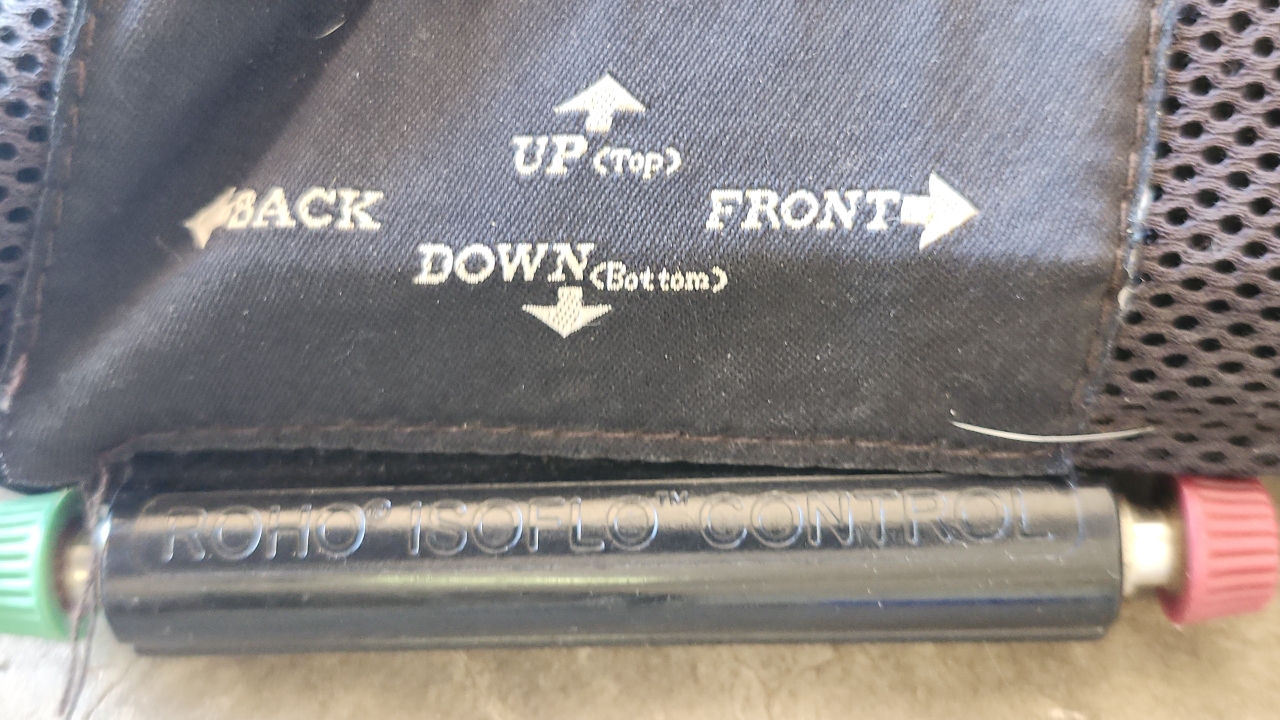 UP (Top)
BACK FRONT
DOWN (Bottom)
ROHO® ISOFLO™ CONTROL